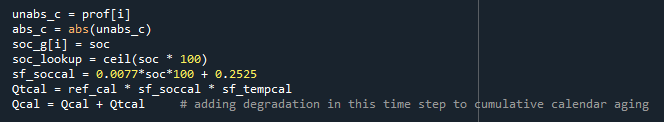 unabs_c = prof[i]
abs_c = abs(unabs_c)
soc_g[i] = soc
soc_lookup = ceil(soc * 100)
sf_soccal = 0.0077*soc*100 + 0.2525
Qtcal = ref_cal * sf_soccal * sf_tempcal
Qcal = Qcal + Qtcal     # adding degradation in this time step to cumulative calendar aging